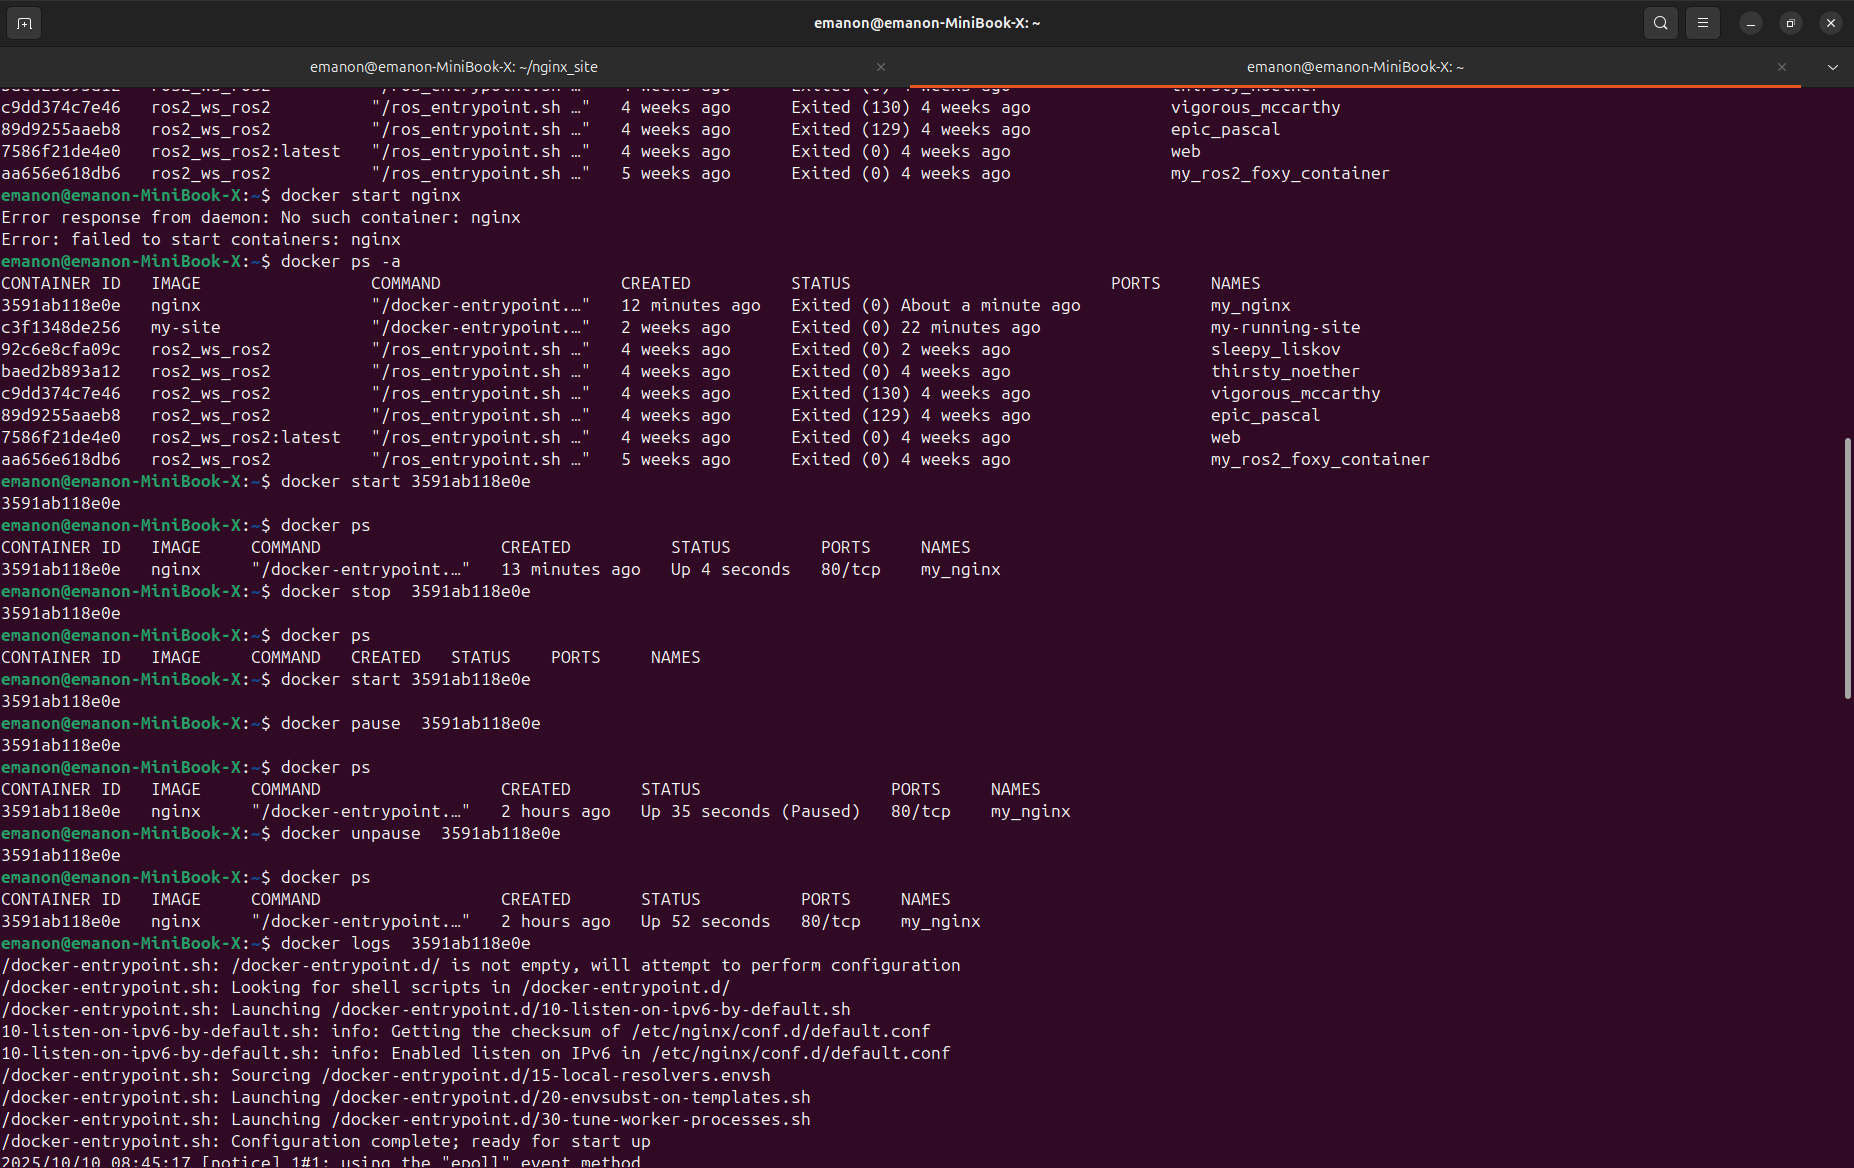 emanon@emanon-MiniBook-X: ~
emanon@emanon-MiniBook-X: ~/nginx_site
emanon@emanon-MiniBook-X: ~
baed2b893a12   ros2_ws_ros2          "/ros_entrypoint.sh …"   4 weeks ago      Exited (0) 4 weeks ago                thirsty_noether
c9dd374c7e46   ros2_ws_ros2          "/ros_entrypoint.sh …"   4 weeks ago      Exited (130) 4 weeks ago              vigorous_mccarthy
89d9255aaeb8   ros2_ws_ros2          "/ros_entrypoint.sh …"   4 weeks ago      Exited (129) 4 weeks ago              epic_pascal
7586f21de4e0   ros2_ws_ros2:latest   "/ros_entrypoint.sh …"   4 weeks ago      Exited (0) 4 weeks ago                web
aa656e618db6   ros2_ws_ros2          "/ros_entrypoint.sh …"   5 weeks ago      Exited (0) 4 weeks ago                my_ros2_foxy_container
emanon@emanon-MiniBook-X:~$ docker start nginx
Error response from daemon: No such container: nginx
Error: failed to start containers: nginx
emanon@emanon-MiniBook-X:~$ docker ps -a
CONTAINER ID   IMAGE                 COMMAND                  CREATED          STATUS                          PORTS     NAMES
3591ab118e0e   nginx                 "/docker-entrypoint.…"   12 minutes ago   Exited (0) About a minute ago             my_nginx
c3f1348de256   my-site               "/docker-entrypoint.…"   2 weeks ago      Exited (0) 22 minutes ago                 my-running-site
92c6e8cfa09c   ros2_ws_ros2          "/ros_entrypoint.sh …"   4 weeks ago      Exited (0) 2 weeks ago                    sleepy_liskov
baed2b893a12   ros2_ws_ros2          "/ros_entrypoint.sh …"   4 weeks ago      Exited (0) 4 weeks ago                    thirsty_noether
c9dd374c7e46   ros2_ws_ros2          "/ros_entrypoint.sh …"   4 weeks ago      Exited (130) 4 weeks ago                  vigorous_mccarthy
89d9255aaeb8   ros2_ws_ros2          "/ros_entrypoint.sh …"   4 weeks ago      Exited (129) 4 weeks ago                  epic_pascal
7586f21de4e0   ros2_ws_ros2:latest   "/ros_entrypoint.sh …"   4 weeks ago      Exited (0) 4 weeks ago                    web
aa656e618db6   ros2_ws_ros2          "/ros_entrypoint.sh …"   5 weeks ago      Exited (0) 4 weeks ago                    my_ros2_foxy_container
emanon@emanon-MiniBook-X:~$ docker start 3591ab118e0e
3591ab118e0e
emanon@emanon-MiniBook-X:~$ docker ps
CONTAINER ID   IMAGE     COMMAND                  CREATED          STATUS         PORTS     NAMES
3591ab118e0e   nginx     "/docker-entrypoint.…"   13 minutes ago   Up 4 seconds   80/tcp    my_nginx
emanon@emanon-MiniBook-X:~$ docker stop  3591ab118e0e
3591ab118e0e
emanon@emanon-MiniBook-X:~$ docker ps
CONTAINER ID   IMAGE     COMMAND   CREATED   STATUS    PORTS     NAMES
emanon@emanon-MiniBook-X:~$ docker start 3591ab118e0e
3591ab118e0e
emanon@emanon-MiniBook-X:~$ docker pause  3591ab118e0e
3591ab118e0e
emanon@emanon-MiniBook-X:~$ docker ps
CONTAINER ID   IMAGE     COMMAND                  CREATED       STATUS                   PORTS     NAMES
3591ab118e0e   nginx     "/docker-entrypoint.…"   2 hours ago   Up 35 seconds (Paused)   80/tcp    my_nginx
emanon@emanon-MiniBook-X:~$ docker unpause  3591ab118e0e
3591ab118e0e
emanon@emanon-MiniBook-X:~$ docker ps
CONTAINER ID   IMAGE     COMMAND                  CREATED       STATUS          PORTS     NAMES
3591ab118e0e   nginx     "/docker-entrypoint.…"   2 hours ago   Up 52 seconds   80/tcp    my_nginx
emanon@emanon-MiniBook-X:~$ docker logs  3591ab118e0e
/docker-entrypoint.sh: /docker-entrypoint.d/ is not empty, will attempt to perform configuration
/docker-entrypoint.sh: Looking for shell scripts in /docker-entrypoint.d/
/docker-entrypoint.sh: Launching /docker-entrypoint.d/10-listen-on-ipv6-by-default.sh
10-listen-on-ipv6-by-default.sh: info: Getting the checksum of /etc/nginx/conf.d/default.conf
10-listen-on-ipv6-by-default.sh: info: Enabled listen on IPv6 in /etc/nginx/conf.d/default.conf
/docker-entrypoint.sh: Sourcing /docker-entrypoint.d/15-local-resolvers.envsh
/docker-entrypoint.sh: Launching /docker-entrypoint.d/20-envsubst-on-templates.sh
/docker-entrypoint.sh: Launching /docker-entrypoint.d/30-tune-worker-processes.sh
/docker-entrypoint.sh: Configuration complete; ready for start up
2025/10/10 08:45:17 [notice] 1#1: using the "epoll" event method